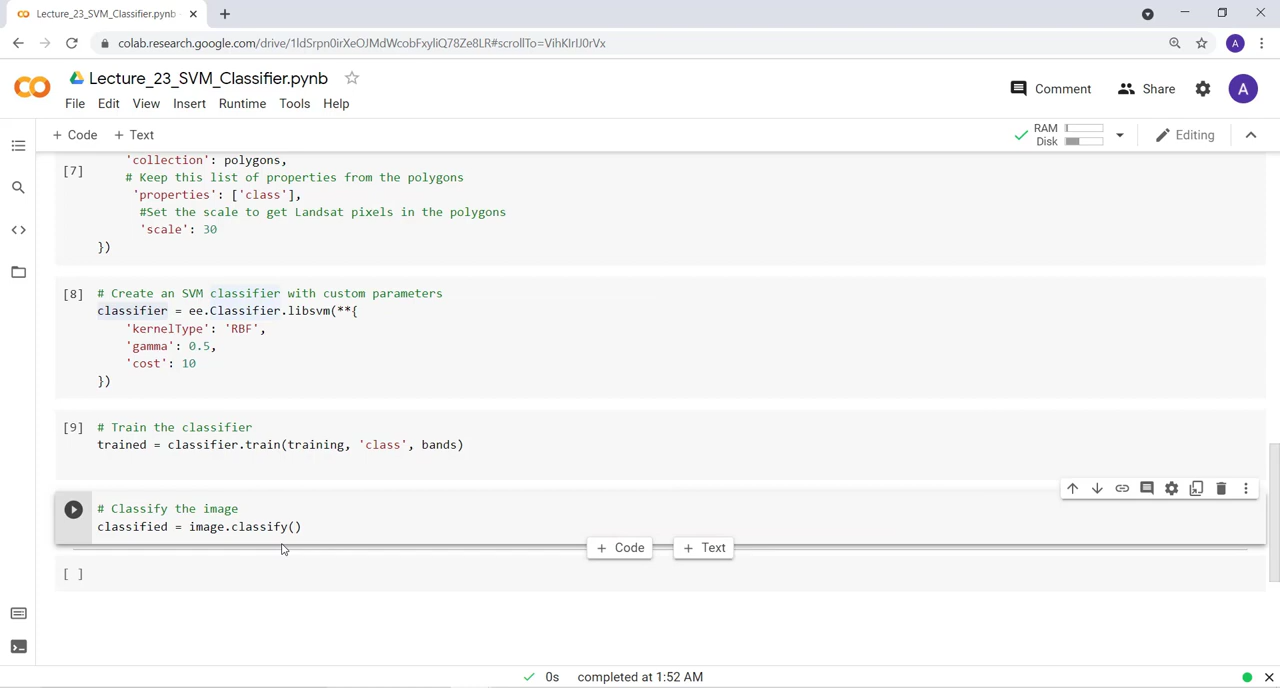 Lecture_23_SVM_Classifier.pynb
colab.research.google.com/drive/1ldSrpn0irXeOJMdWcobFxyliQ78Ze8LR#scrollTo=VihKIrIJ0rVx
A
Lecture_23_SVM_Classifier.pynb
File Edit View Insert Runtime Tools Help
Comment Share A
+ Code + Text
RAM
Disk
Editing
'collection': polygons,
[7]
# Keep this list of properties from the polygons
'properties': ['class'],
#Set the scale to get Landsat pixels in the polygons
'scale': 30
})
[8] # Create an SVM classifier with custom parameters
classifier = ee.Classifier.libsvm(**{
'kernelType': 'RBF',
'gamma': 0.5,
'cost': 10
})
[9] # Train the classifier
trained = classifier.train(training, 'class', bands)
# Classify the image
classified = image.classify()
+ Code + Text
[ ]
0s completed at 1:52 AM